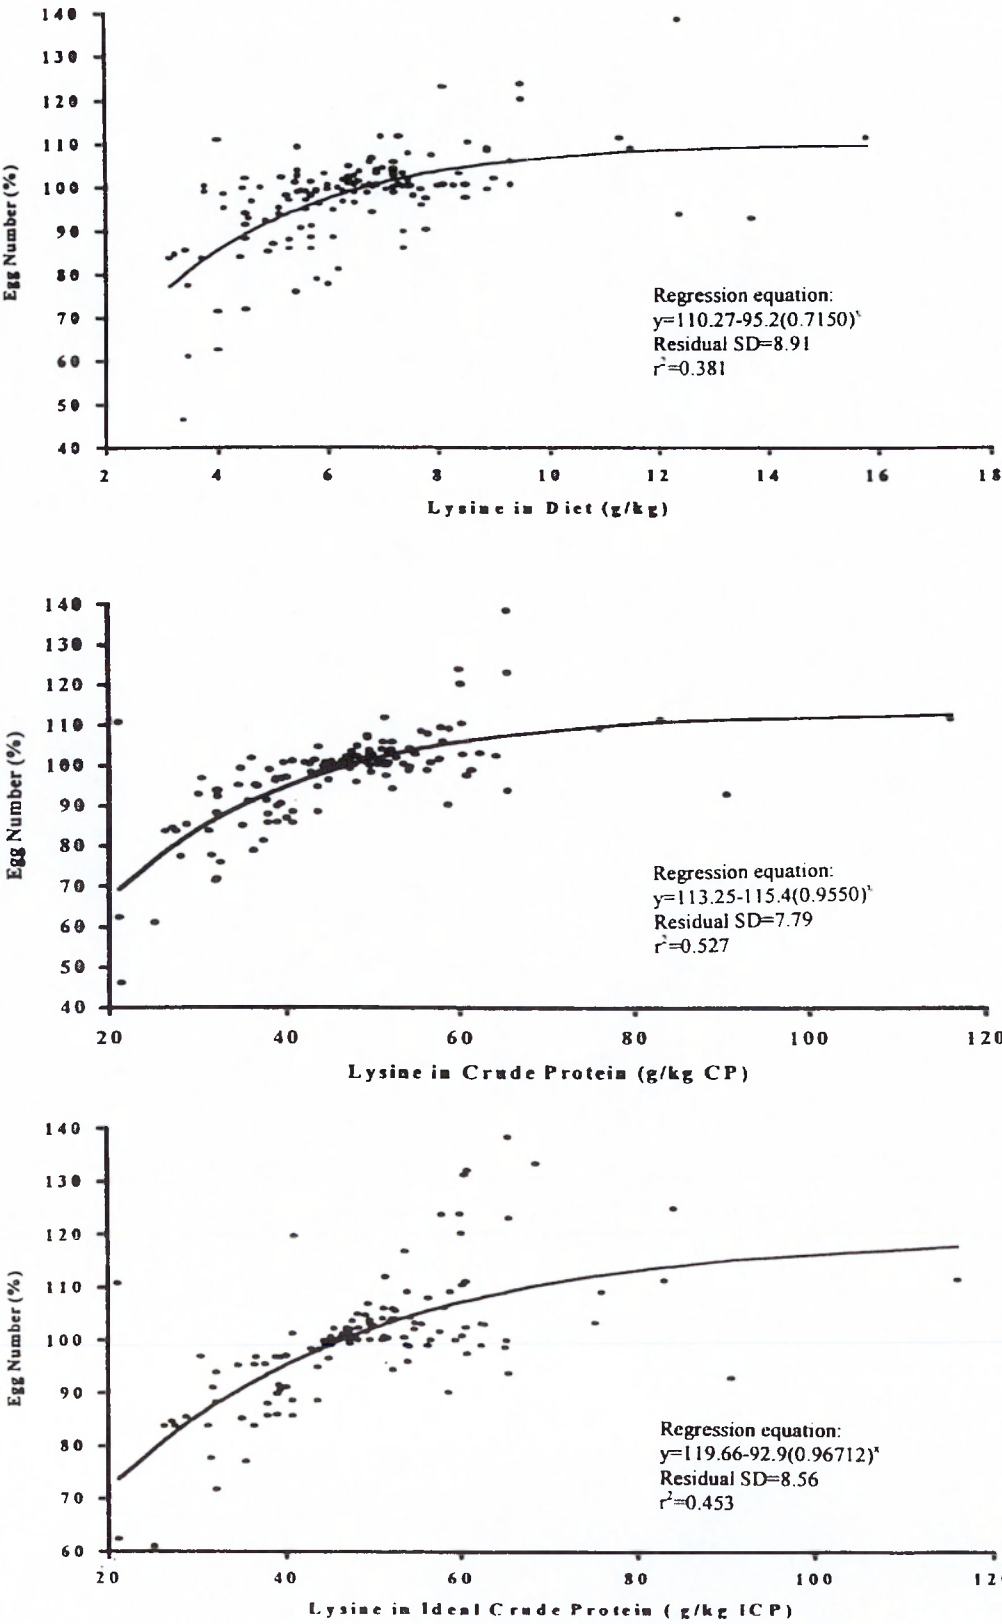 140
130
120
110
100
90
80
70
60
50
40
Egg Number (%)
2 4 6 8 10 12 14 16 18
Lysine in Diet (g/kg)
Regression equation:
y=110.27-95.2(0.7150)ˣ
Residual SD=8.91
r²=0.381
140
130
120
110
100
90
80
70
60
50
40
Egg Number (%)
20 40 60 80 100 120
Lysine in Crude Protein (g/kg CP)
Regression equation:
y=113.25-115.4(0.9550)ˣ
Residual SD=7.79
r²=0.527
140
130
120
110
100
90
80
70
60
Egg Number (%)
20 40 60 80 100 12
Lysine in Ideal Crude Protein ( g/kg ICP)
Regression equation:
y=119.66-92.9(0.96712)ˣ
Residual SD=8.56
r²=0.453